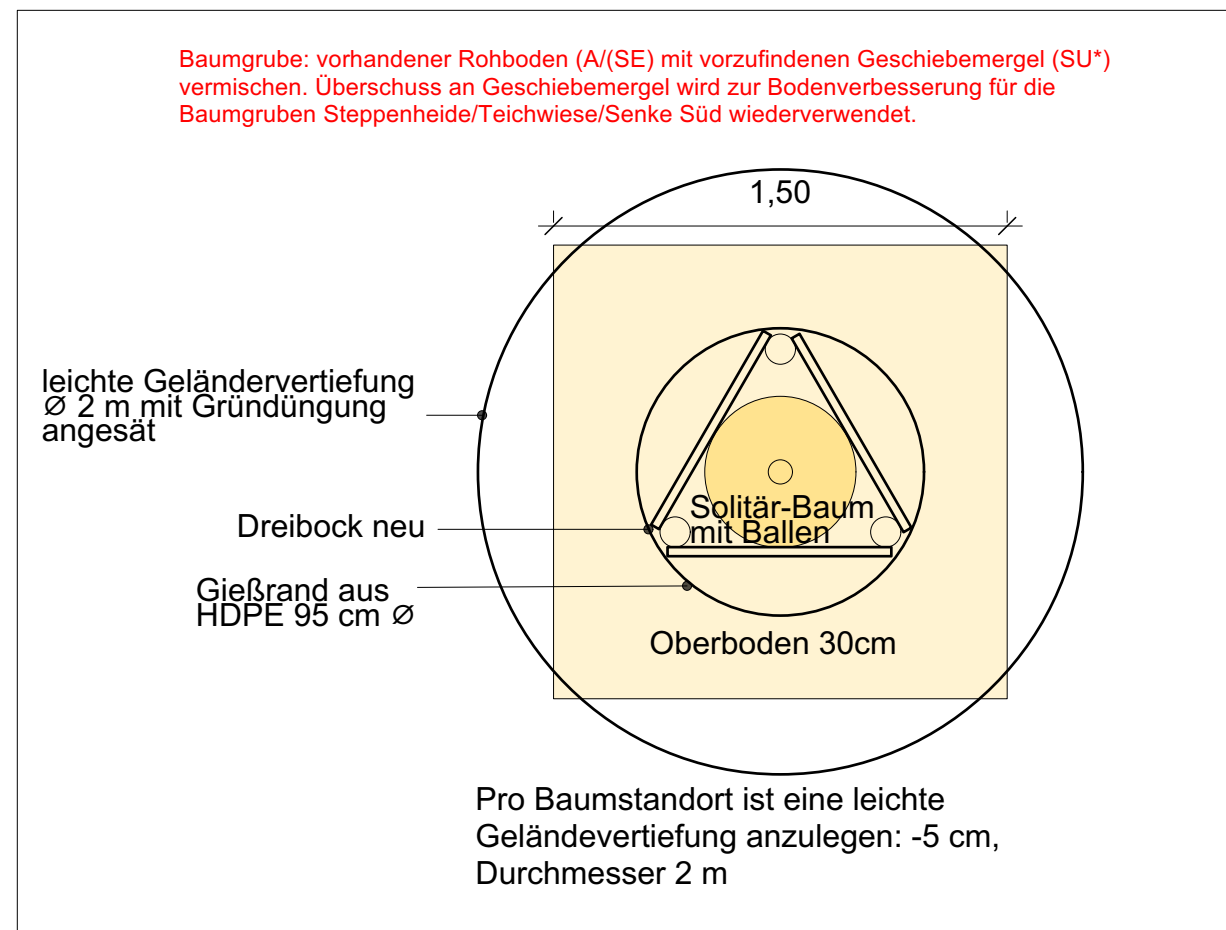 Baumgrube: vorhandener Rohboden (A/(SE) mit vorzufindenen Geschiebemergel (SU*)
vermischen. Überschuss an Geschiebemergel wird zur Bodenverbesserung für die
Baumgruben Steppenheide/Teichwiese/Senke Süd wiederverwendet.
1,50
leichte Geländervertiefung
∅ 2 m mit Gründüngung
angesät
Dreibock neu
Solitär-Baum
mit Ballen
Gießrand aus
HDPE 95 cm ∅
Oberboden 30cm
Pro Baumstandort ist eine leichte
Geländevertiefung anzulegen: -5 cm,
Durchmesser 2 m